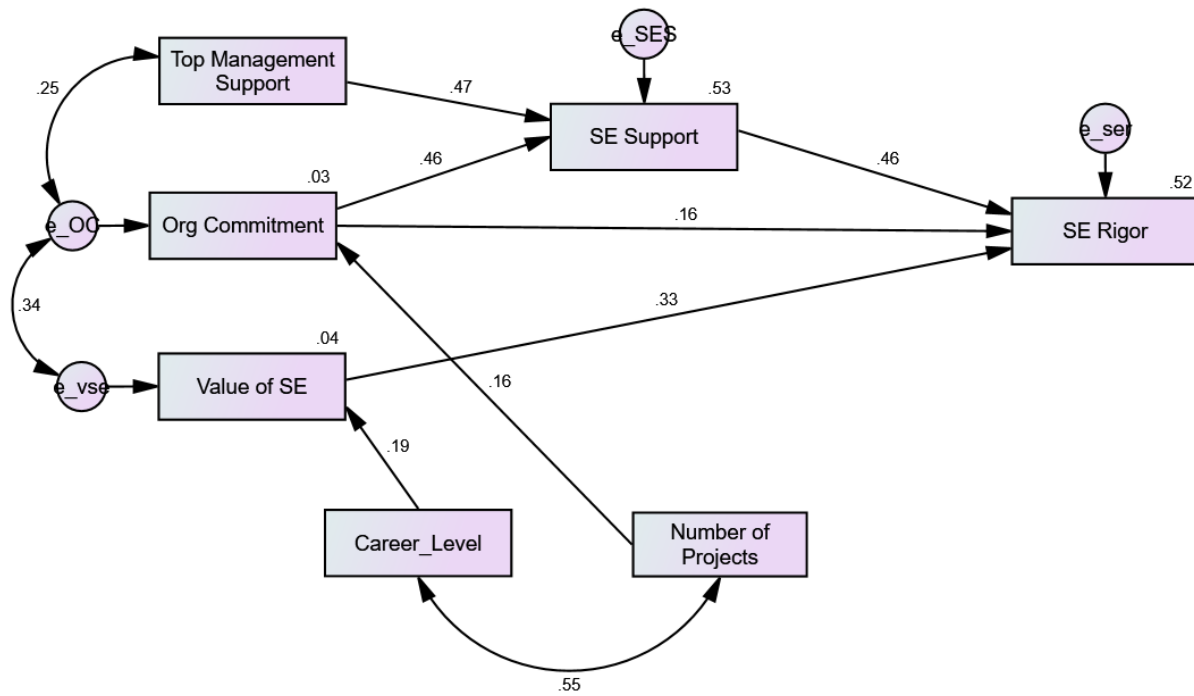 e_SES
Top Management
Support
.25
.47
.53
SE Support
e_ser
.46
.46
.03
.52
e_OC
Org Commitment
.16
SE Rigor
.34
.33
.04
e_vse
Value of SE
.16
.19
Career_Level
Number of
Projects
.55